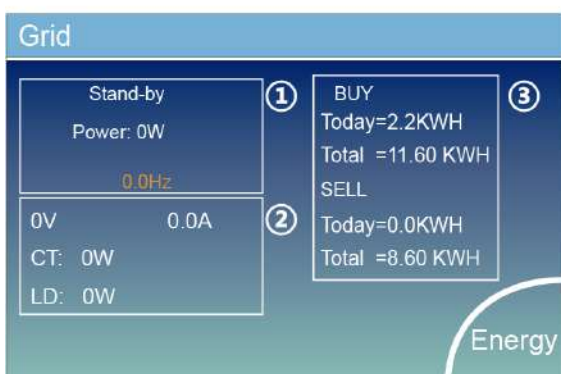 Grid
Stand-by
Power: 0W
0.0Hz
①
0V 0.0A
CT: 0W
LD: 0W
②
BUY
Today=2.2KWH
Total =11.60 KWH
SELL
Today=0.0KWH
Total =8.60 KWH
③
Energy